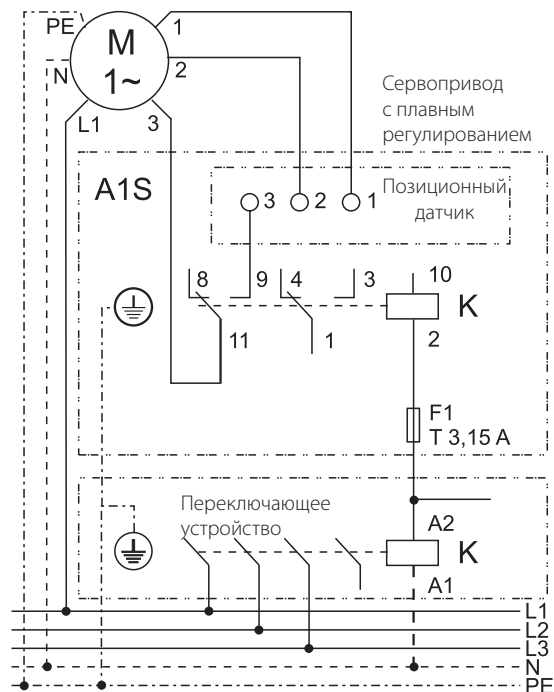 PE
1
M
1~
N
2
L1
3
Сервопривод
с плавным
регулированием
A1S
Позиционный
датчик
3
2
1
8
9
4
3
10
K
11
1
2
F1
T 3,15 A
Переключающее
устройство
A2
K
A1
L1
L2
L3
N
PE